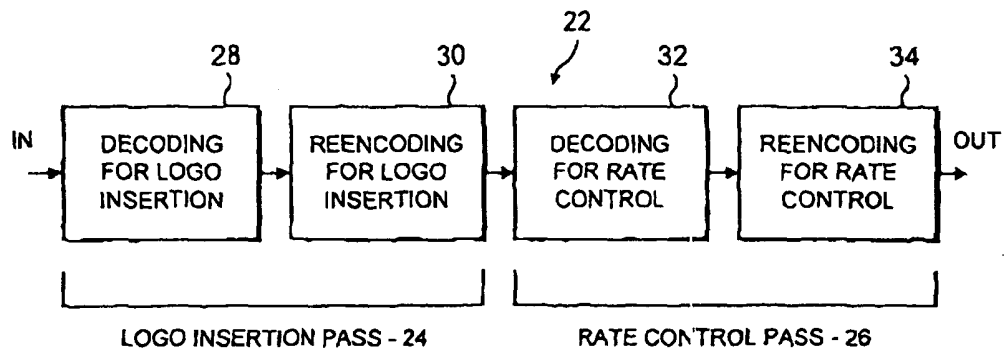 22
28
30
32
34
IN
DECODING
FOR LOGO
INSERTION
REENCODING
FOR LOGO
INSERTION
DECODING
FOR RATE
CONTROL
REENCODING
FOR RATE
CONTROL
OUT
LOGO INSERTION PASS - 24
RATE CONTROL PASS - 26